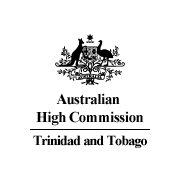 Australian
High Commission
Trinidad and Tobago